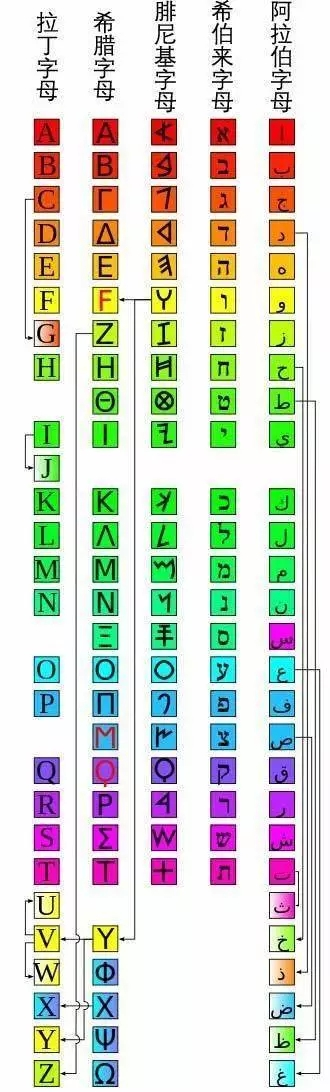 拉丁字母 希腊字母 腓尼基字母 希伯来字母 阿拉伯字母
A Α 𐤀 א ا
B Β 𐤁 ב ب
C Γ 𐤂 ג ج
D Δ 𐤃 ד د
E Ε 𐤄 ה ه
F Ϝ 𐤅 ו و
G Ζ 𐤆 ז ز
H Η 𐤇 ח ح
Θ 𐤈 ט ط
I Ι 𐤉 י ي
J
K Κ 𐤊 כ ك
L Λ 𐤋 ל ل
M Μ 𐤌 מ م
N Ν 𐤍 נ ن
Ξ 𐤎 ס س
O Ο 𐤏 ע ع
P Π 𐤐 פ ف
Ϻ 𐤑 צ ص
Q Ϙ 𐤒 ק ق
R Ρ 𐤓 ר ر
S Σ 𐤔 ש ش
T Τ 𐤕 ת ت
U ث
V Υ خ
W Φ ذ
X Χ ض
Y Ψ ظ
Z Ω غ